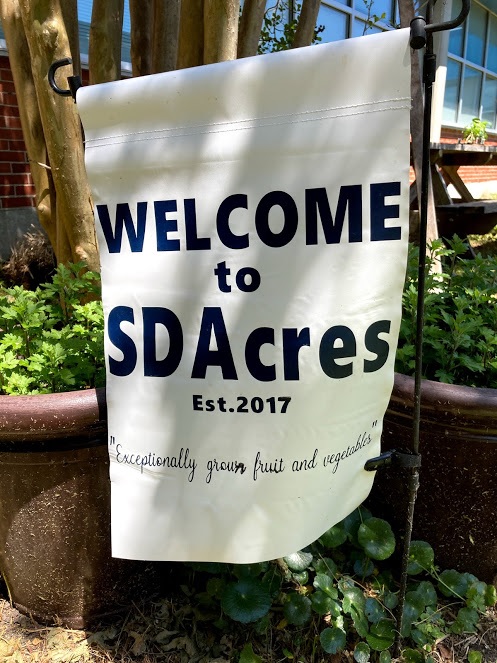 WELCOME
to
SDAcres
Est.2017
"Exceptionally grown fruit and vegetables"